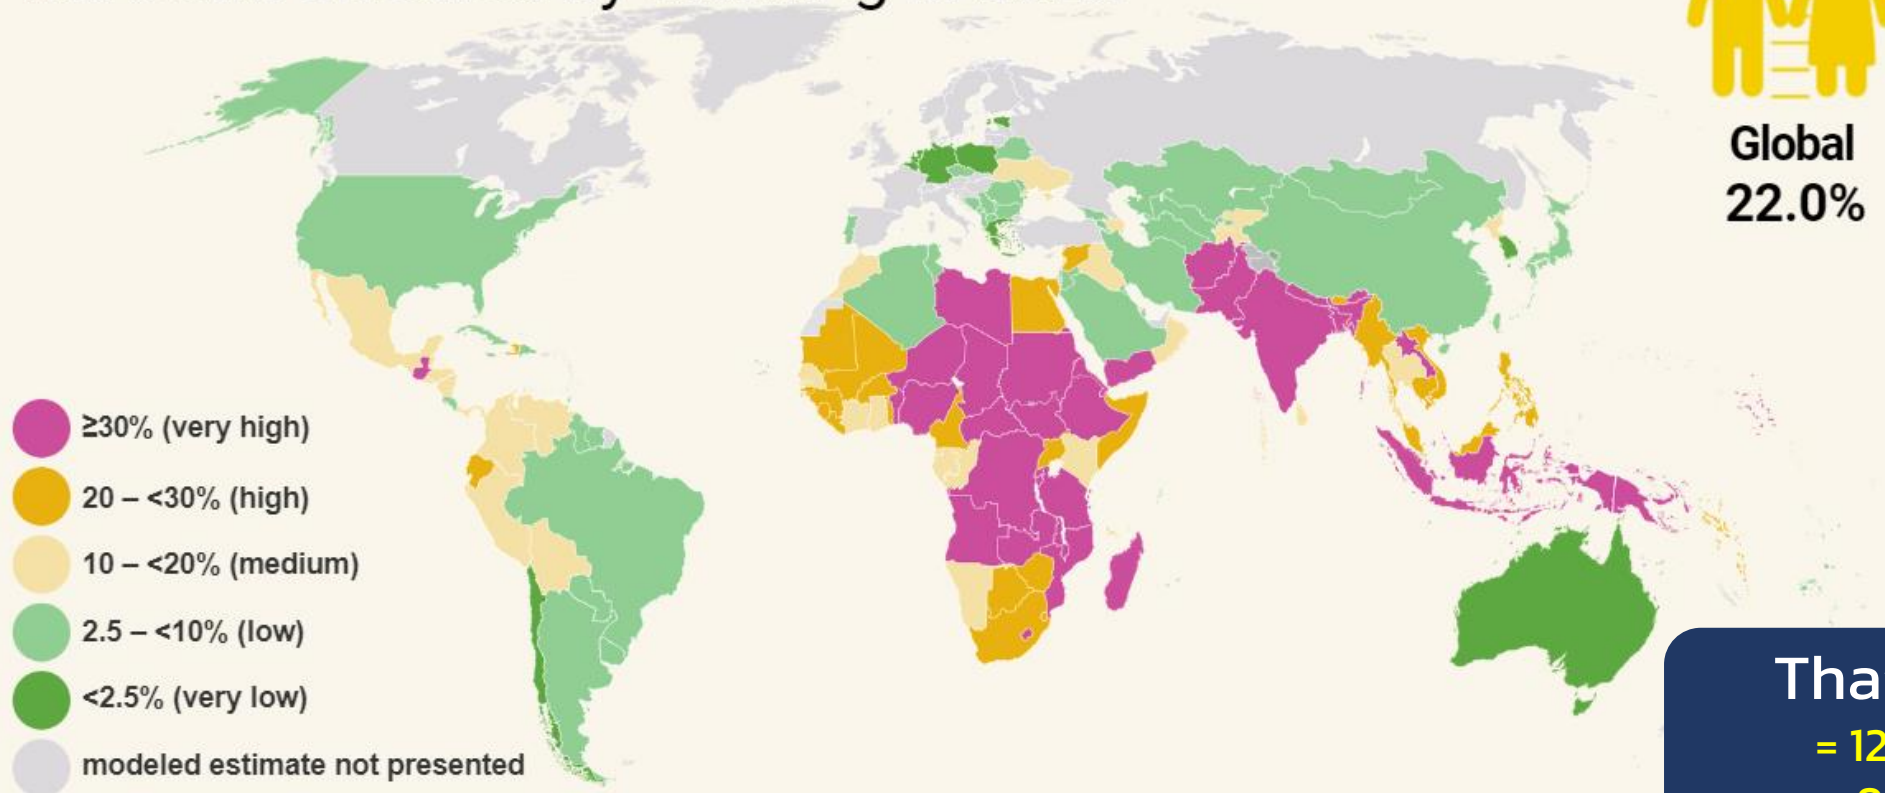 Global
22.0%
≥30% (very high)
20 – <30% (high)
10 – <20% (medium)
2.5 – <10% (low)
<2.5% (very low)
modeled estimate not presented
Tha
= 12